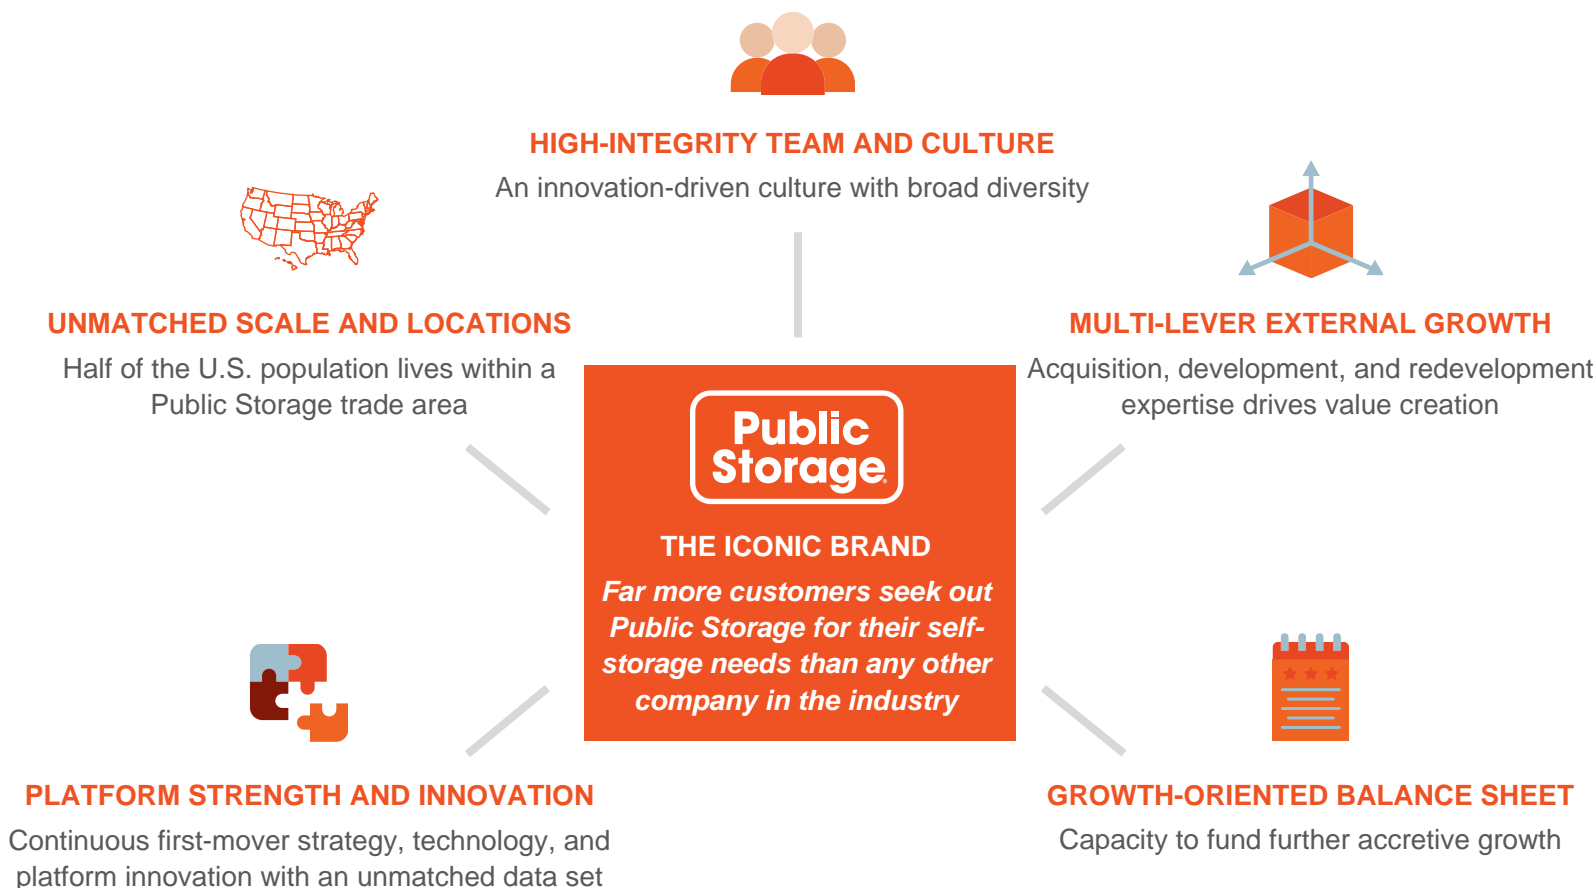 HIGH-INTEGRITY TEAM AND CULTURE
An innovation-driven culture with broad diversity
UNMATCHED SCALE AND LOCATIONS
Half of the U.S. population lives within a
Public Storage trade area
MULTI-LEVER EXTERNAL GROWTH
Acquisition, development, and redevelopment
expertise drives value creation
Public
Storage
THE ICONIC BRAND
Far more customers seek out
Public Storage for their self-
storage needs than any other
company in the industry
PLATFORM STRENGTH AND INNOVATION
Continuous first-mover strategy, technology, and
platform innovation with an unmatched data set
GROWTH-ORIENTED BALANCE SHEET
Capacity to fund further accretive growth